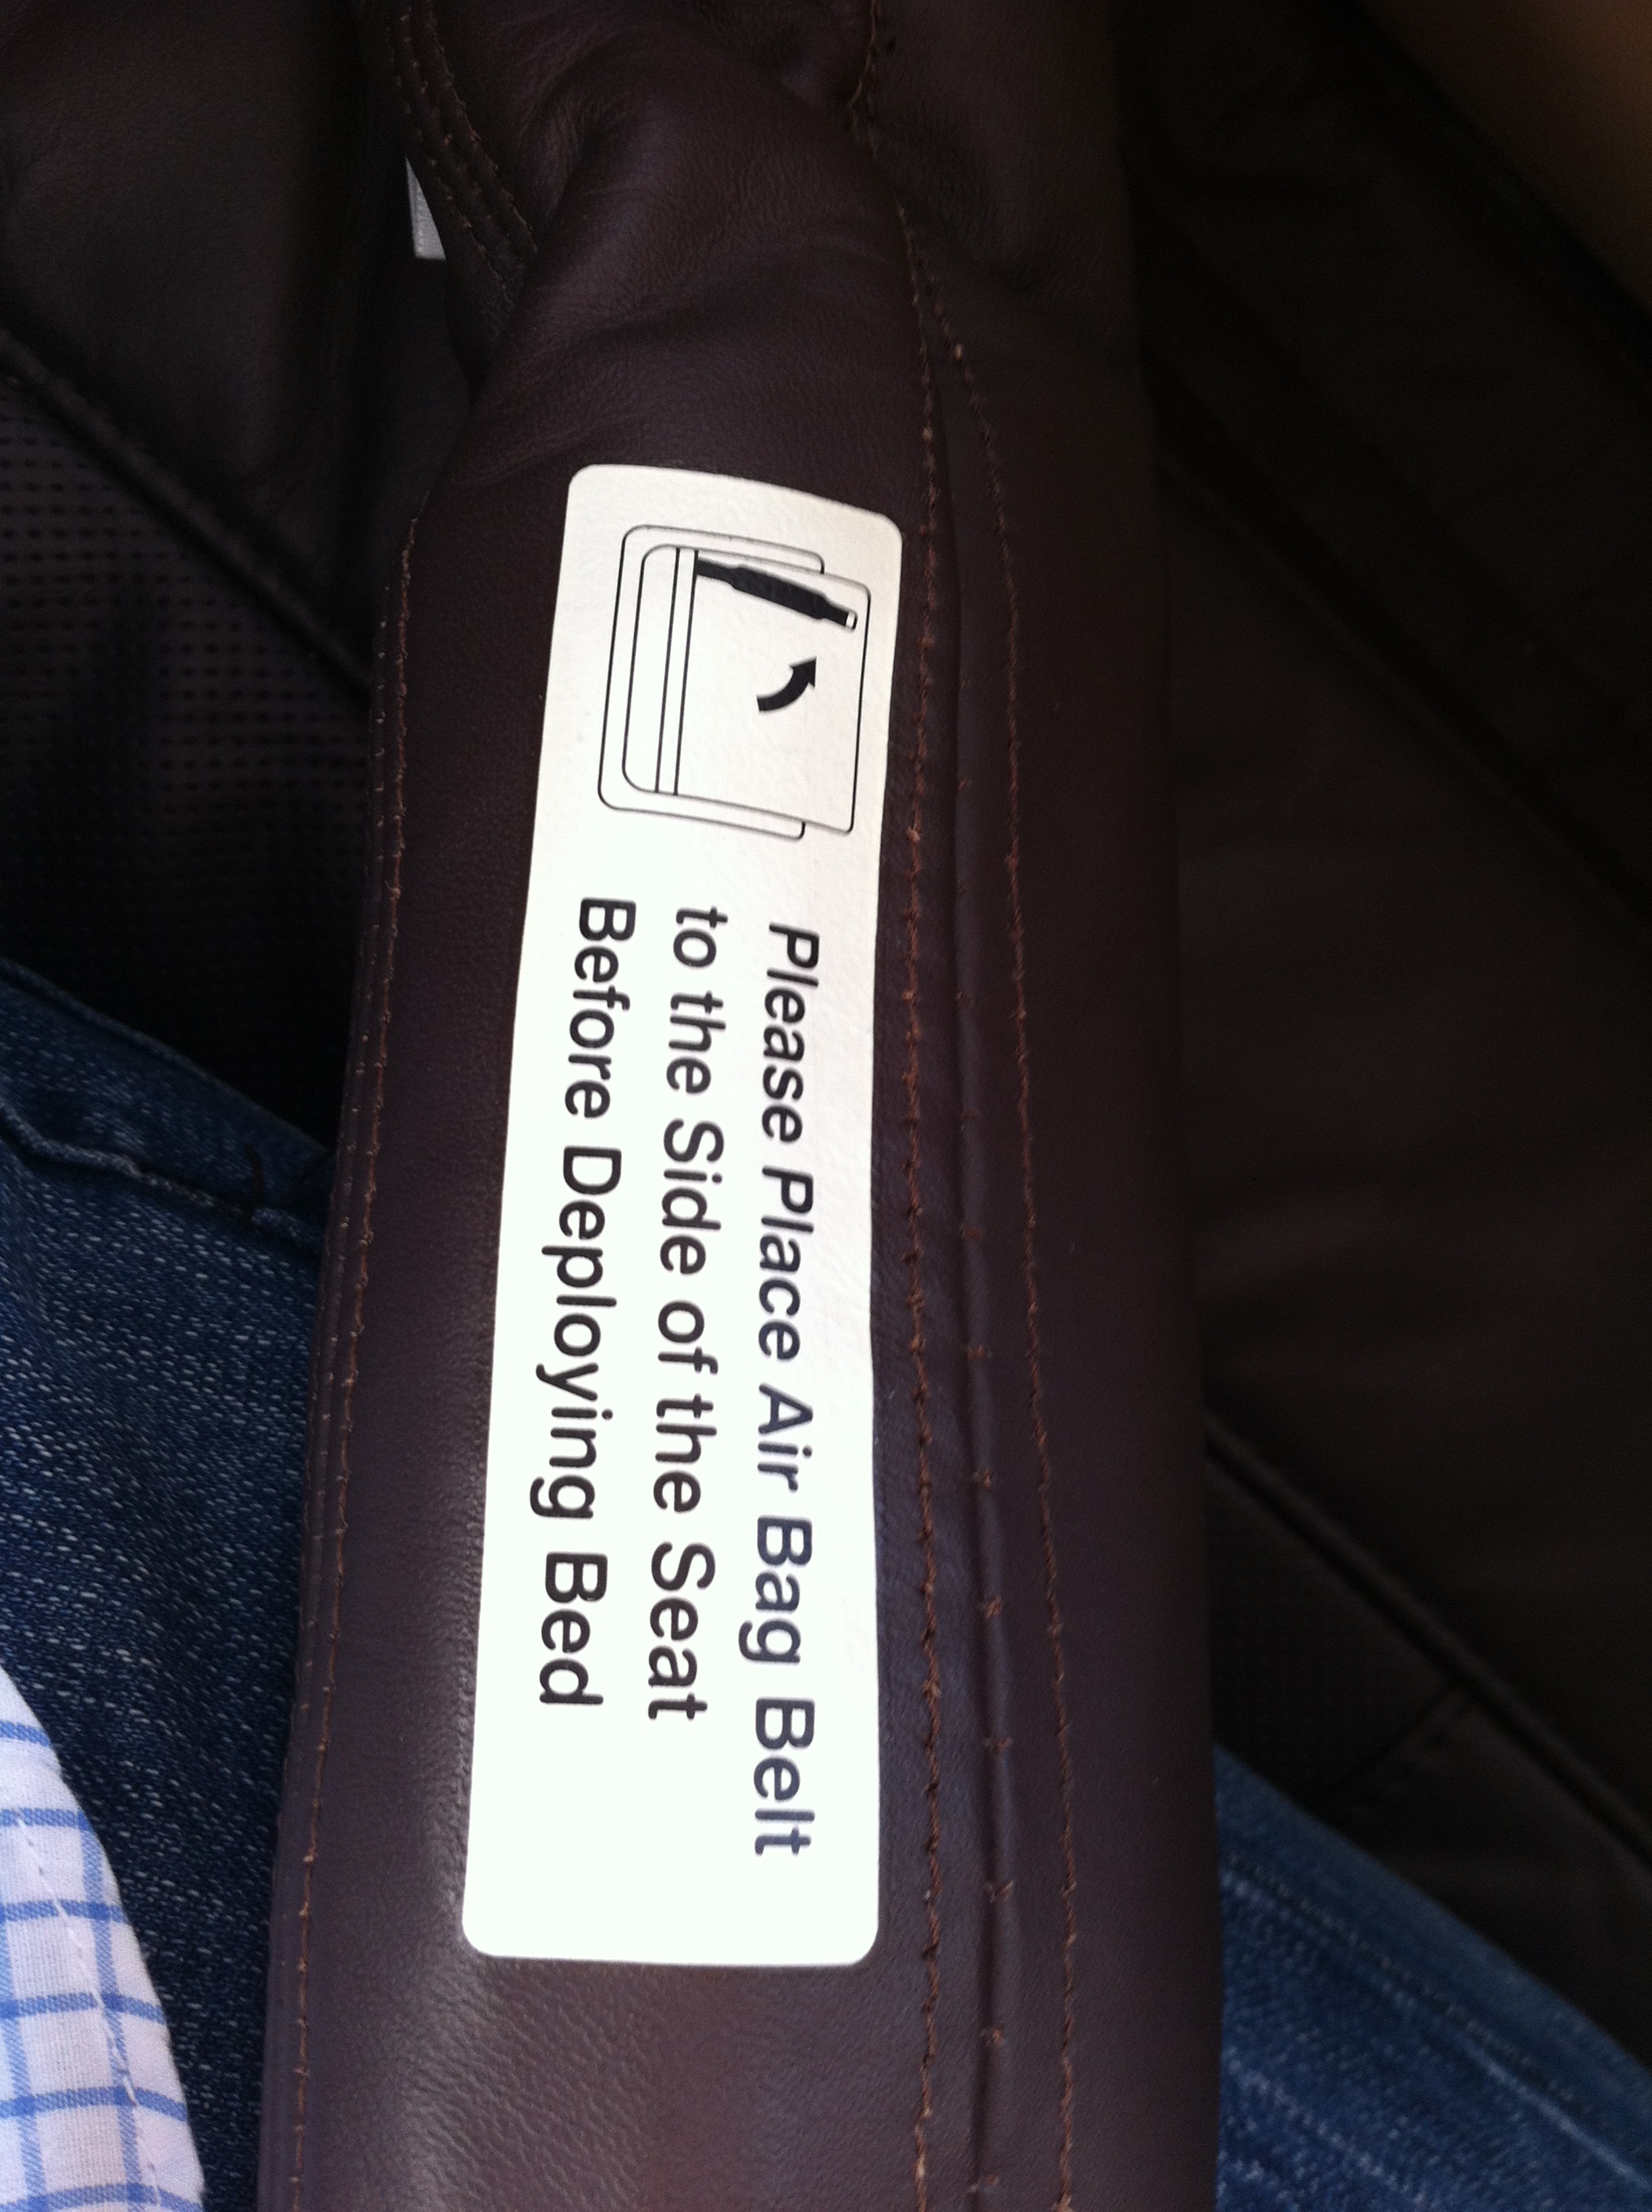 Please Place Air Bag Belt
to the Side of the Seat
Before Deploying Bed